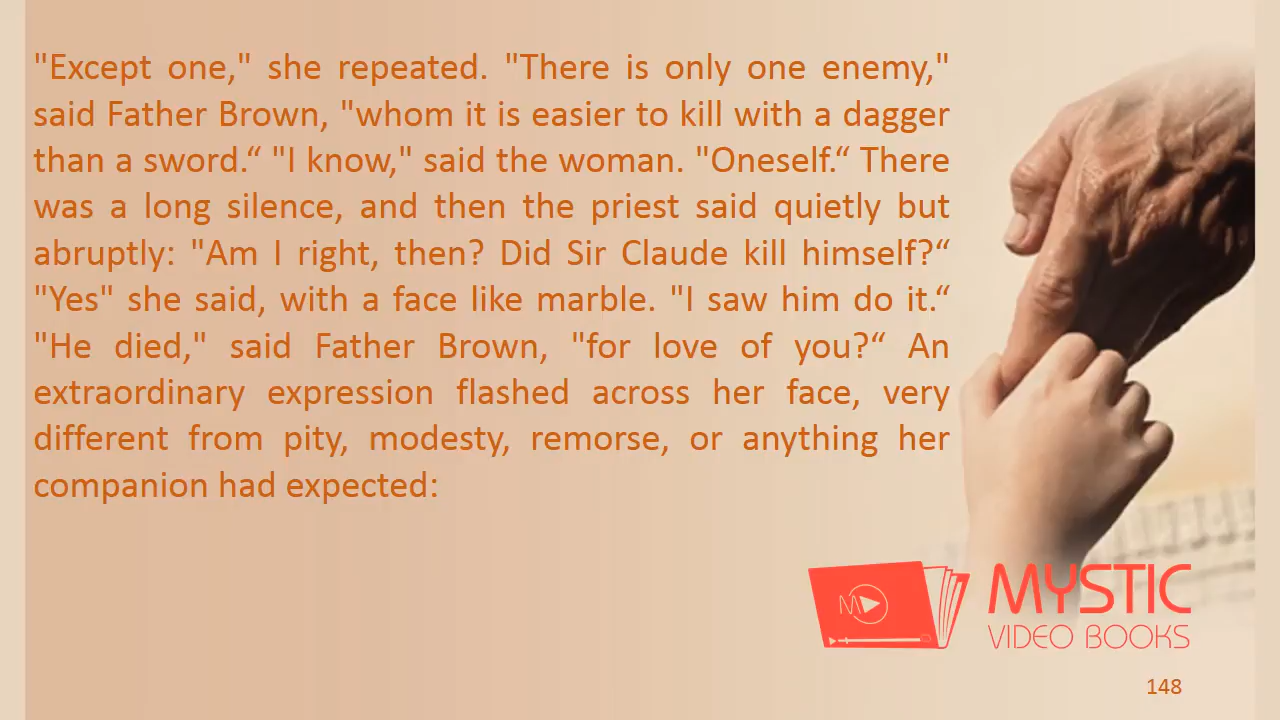 "Except one," she repeated. "There is only one enemy,"
said Father Brown, "whom it is easier to kill with a dagger
than a sword.“ "I know," said the woman. "Oneself.“ There
was a long silence, and then the priest said quietly but
abruptly: "Am I right, then? Did Sir Claude kill himself?“
"Yes" she said, with a face like marble. "I saw him do it.“
"He died," said Father Brown, "for love of you?“ An
extraordinary expression flashed across her face, very
different from pity, modesty, remorse, or anything her
companion had expected:
MYSTIC
VIDEO BOOKS
148